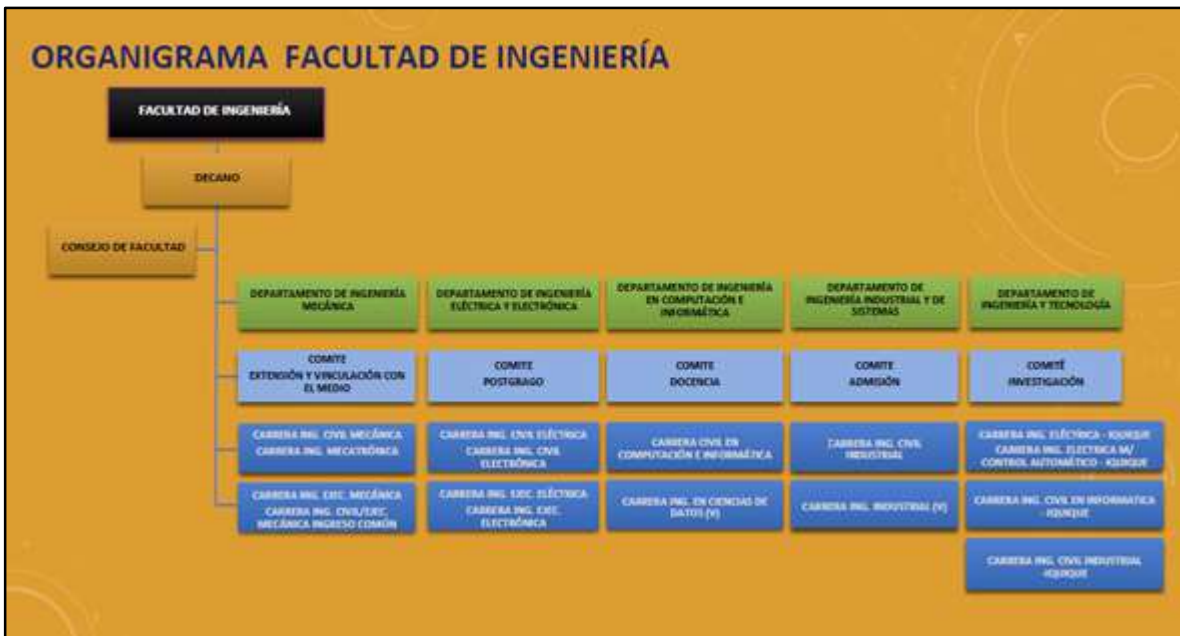 ORGANIGRAMA FACULTAD DE INGENIERÍA
FACULTAD DE INGENIERÍA
DECANO
CONSEJO DE FACULTAD
DEPARTAMENTO DE INGENIERÍA
MECÁNICA
DEPARTAMENTO DE INGENIERÍA
ELÉCTRICA Y ELECTRÓNICA
DEPARTAMENTO DE INGENIERÍA
EN COMPUTACIÓN E
INFORMÁTICA
DEPARTAMENTO DE
INGENIERÍA INDUSTRIAL Y DE
SISTEMAS
DEPARTAMENTO DE
INGENIERÍA Y TECNOLOGÍA
COMITE
EXTENSIÓN Y VINCULACIÓN CON
EL MEDIO
COMITE
POSTGRAGO
COMITE
DOCENCIA
COMITE
ADMISIÓN
COMITÉ
INVESTIGACIÓN
CARRERA ING. CIVIL MECÁNICA
CARRERA ING. MECATRÓNICA
CARRERA ING. CIVIL ELÉCTRICA
CARRERA ING. CIVIL
ELECTRÓNICA
CARRERA CIVIL EN
COMPUTACIÓN E INFORMÁTICA
CARRERA ING. CIVIL
INDUSTRIAL
CARRERA ING. ELÉCTRICA - IQUIQUE
CARRERA ING. ELECTRICA M/
CONTROL AUTOMÁTICO - IQUIQUE
CARRERA ING. EJEC. MECÁNICA
CARRERA ING. CIVIL/EJEC.
MECÁNICA INGRESO COMÚN
CARRERA ING. EJEC. ELÉCTRICA
CARRERA ING. EJEC.
ELECTRÓNICA
CARRERA ING. EN CIENCIAS DE
DATOS (V)
CARRERA ING. INDUSTRIAL (V)
CARRERA ING. CIVIL EN INFORMATICA
- IQUIQUE
CARRERA ING. CIVIL INDUSTRIAL
-IQUIQUE